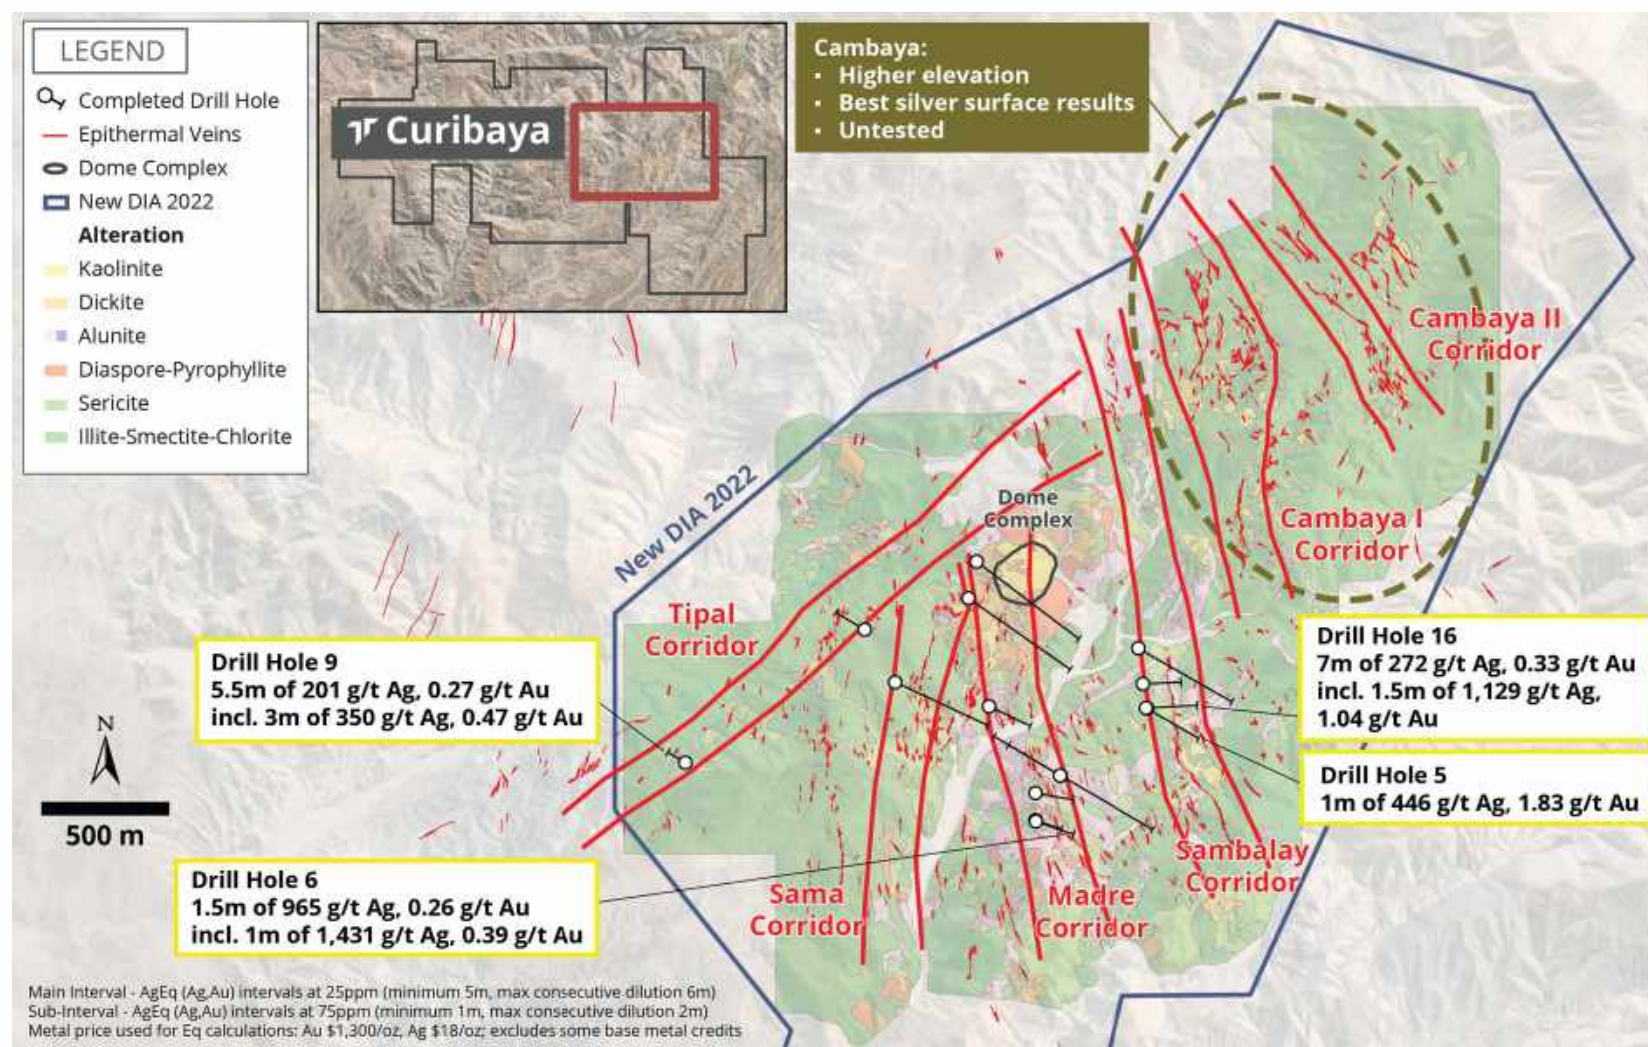 LEGEND
Completed Drill Hole
Epithermal Veins
Dome Complex
New DIA 2022
Alteration
Kaolinite
Dickite
Alunite
Diaspore-Pyrophyllite
Sericite
Illite-Smectite-Chlorite
Curibaya
Cambaya:
▪ Higher elevation
▪ Best silver surface results
▪ Untested
Cambaya II
Corridor
New DIA 2022
Dome
Complex
Cambaya I
Corridor
Tipal
Corridor
Drill Hole 9
5.5m of 201 g/t Ag, 0.27 g/t Au
incl. 3m of 350 g/t Ag, 0.47 g/t Au
Drill Hole 16
7m of 272 g/t Ag, 0.33 g/t Au
incl. 1.5m of 1,129 g/t Ag,
1.04 g/t Au
N
500 m
Drill Hole 5
1m of 446 g/t Ag, 1.83 g/t Au
Drill Hole 6
1.5m of 965 g/t Ag, 0.26 g/t Au
incl. 1m of 1,431 g/t Ag, 0.39 g/t Au
Sama
Corridor
Madre
Corridor
Sambalay
Corridor
Main Interval - AgEq (Ag,Au) intervals at 25ppm (minimum 5m, max consecutive dilution 6m)
Sub-Interval - AgEq (Ag,Au) intervals at 75ppm (minimum 1m, max consecutive dilution 2m)
Metal price used for Eq calculations: Au $1,300/oz, Ag $18/oz; excludes some base metal credits